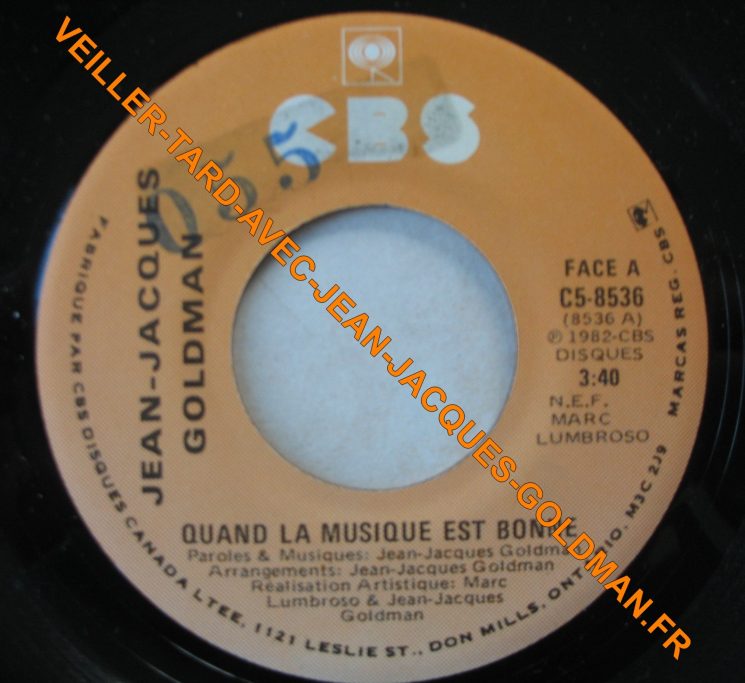 VEILLER-TARD-AVEC-JEAN-JACQUES-GOLDMAN.FR
CBS
055
JEAN-JACQUES
GOLDMAN
FACE A
C5-8536
(8536 A)
℗ 1982-CBS
DISQUES
3:40
N.E.F.
MARC
LUMBROSO
QUAND LA MUSIQUE EST BONNE
Paroles & Musiques: Jean-Jacques Goldman
Arrangements: Jean-Jacques Goldman
Réalisation Artistique: Marc
Lumbroso & Jean-Jacques
Goldman
FABRIQUE PAR CBS DISQUES CANADA LTEE, 1121 LESLIE ST., DON MILLS, ONTARIO, M3C 2J9 MARCAS REG. CBS